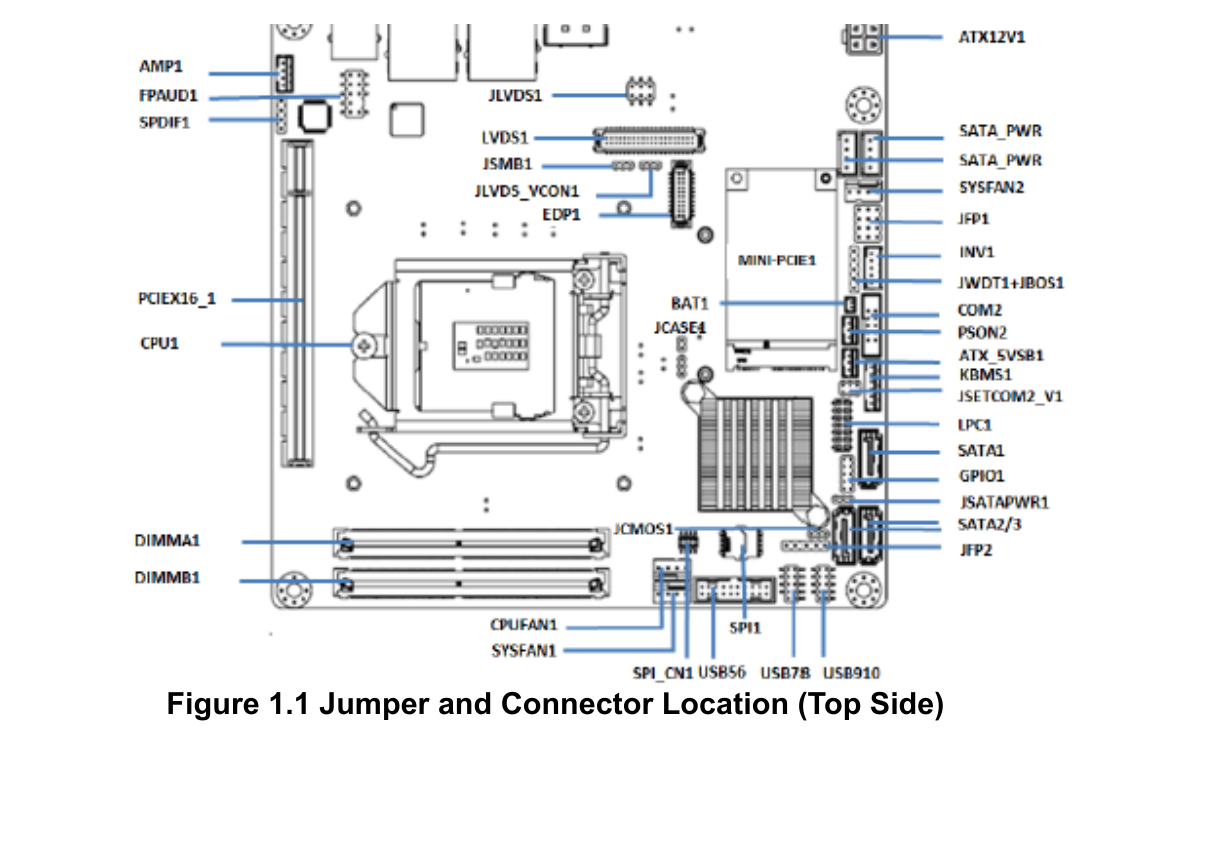 ATX12V1
AMP1
FPAUD1
SPDIF1
JLVDS1
LVDS1
JSMB1
JLVDS_VCON1
EDP1
SATA_PWR
SATA_PWR
SYSFAN2
JFP1
INV1
MINI-PCIE1
JWDT1+JBOS1
PCIEX16_1
BAT1
COM2
JCASE1
PSON2
CPU1
ATX_5VSB1
KBMS1
JSETCOM2_V1
LPC1
SATA1
GPIO1
JSATAPWR1
JCMOS1
SATA2/3
DIMMA1
JFP2
DIMMB1
CPUFAN1
SPI1
SYSFAN1
SPI_CN1 USB56 USB78 USB910
Figure 1.1 Jumper and Connector Location (Top Side)